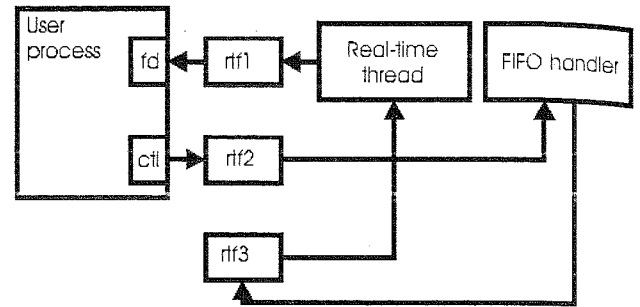 User
process
fd
rtf1
Real-time
thread
FIFO handler
ctl
rtf2
rtf3